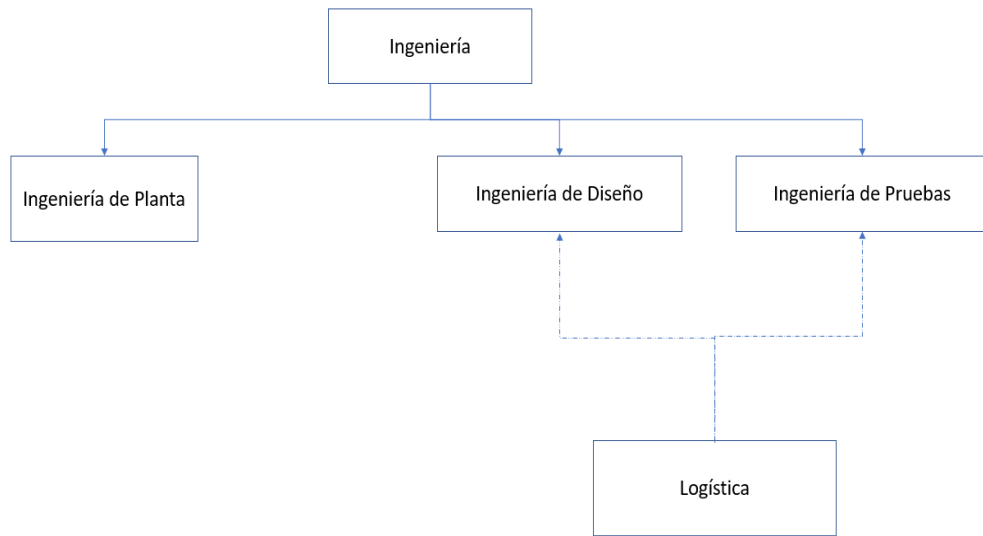 Ingeniería
Ingeniería de Planta
Ingeniería de Diseño
Ingeniería de Pruebas
Logística